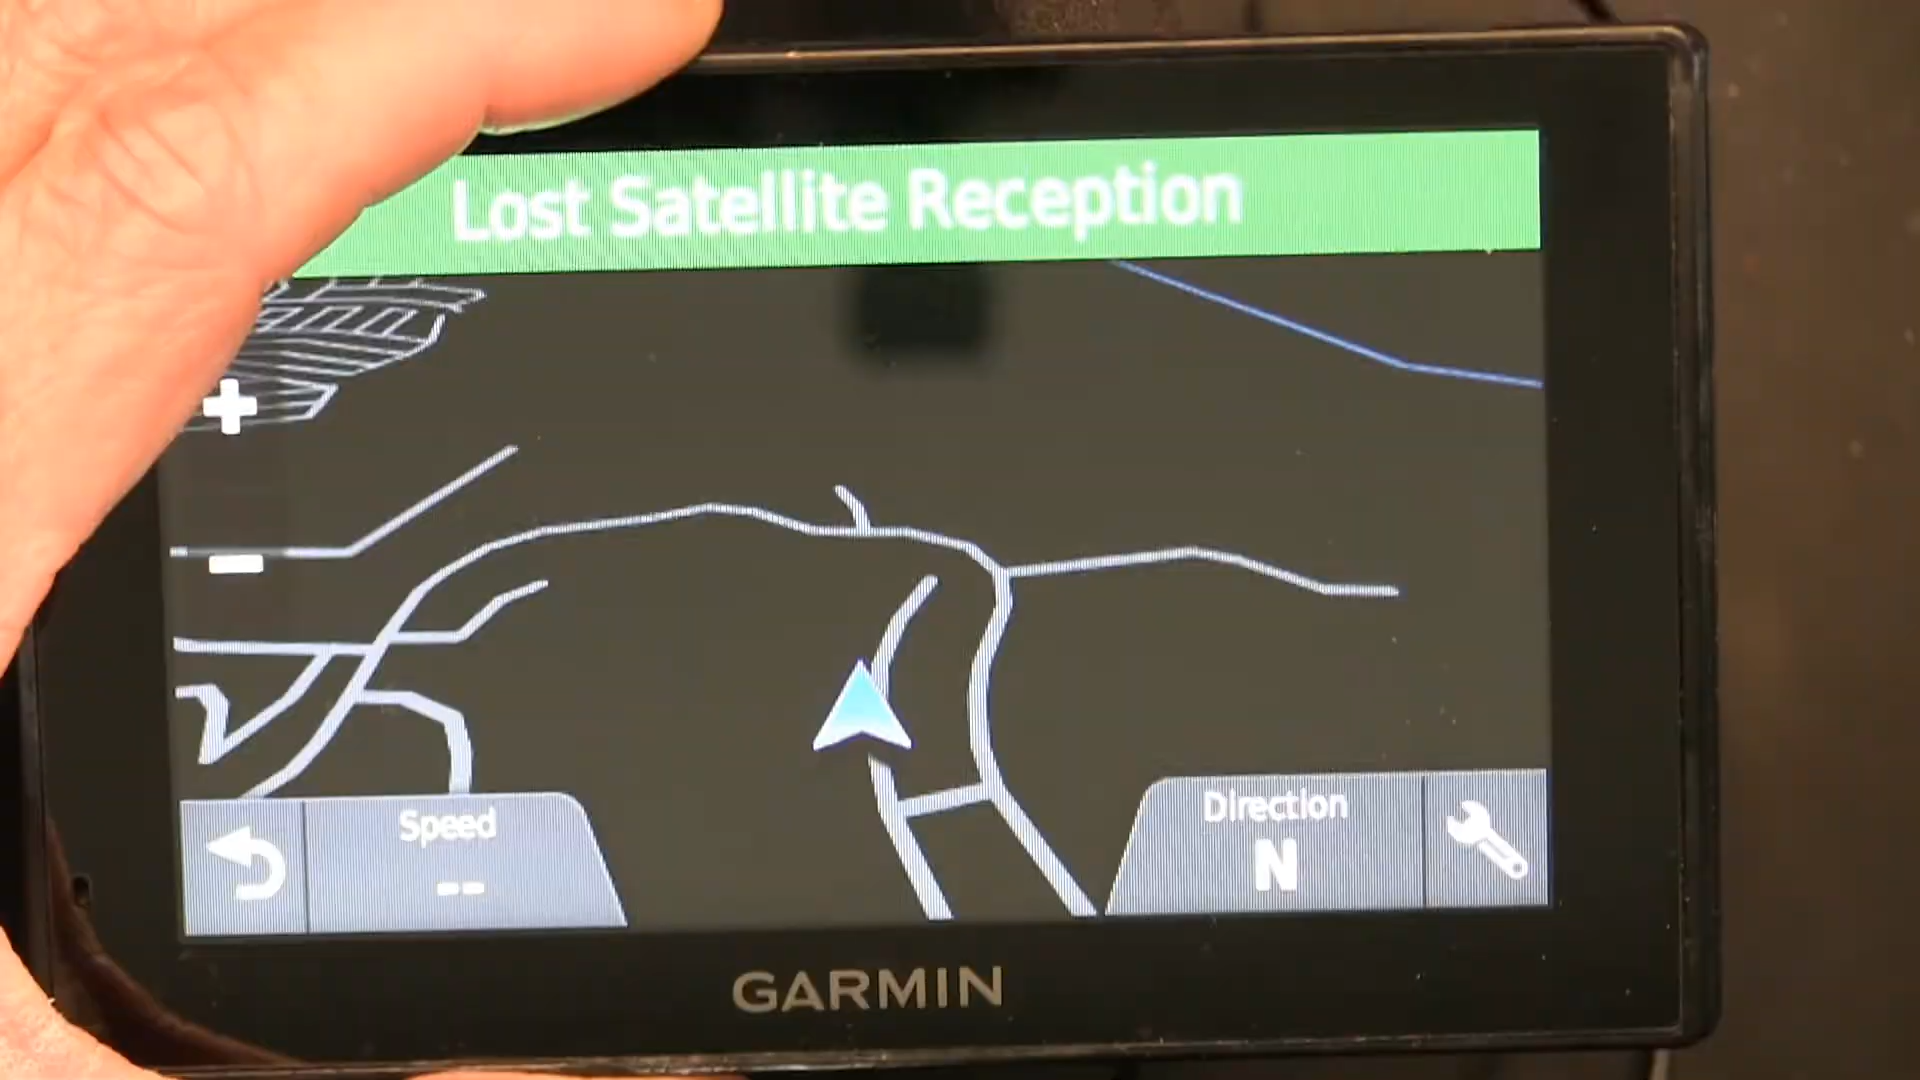 Lost Satellite Reception
Speed
--
Direction
N
GARMIN